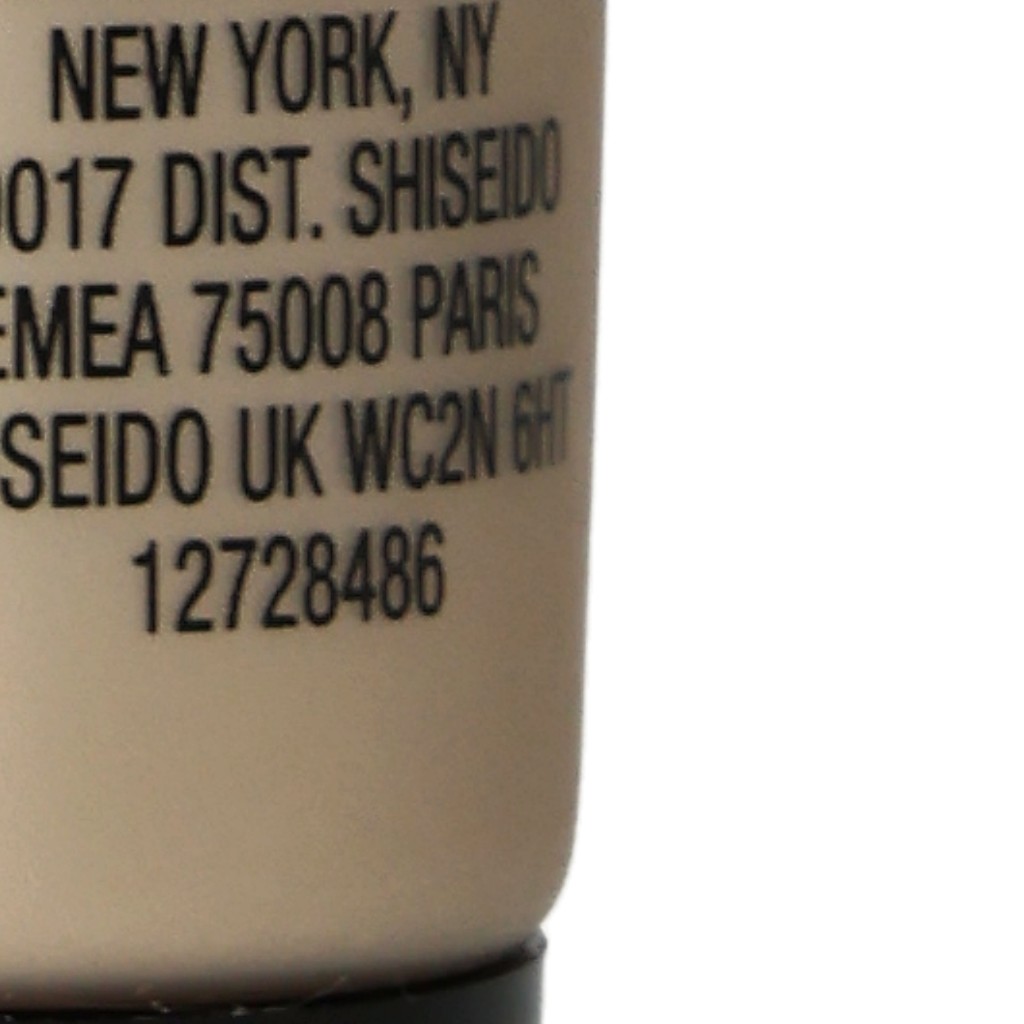 NEW YORK, NY
0017 DIST. SHISEIDO
EMEA 75008 PARIS
SEIDO UK WC2N 6HT
12728486